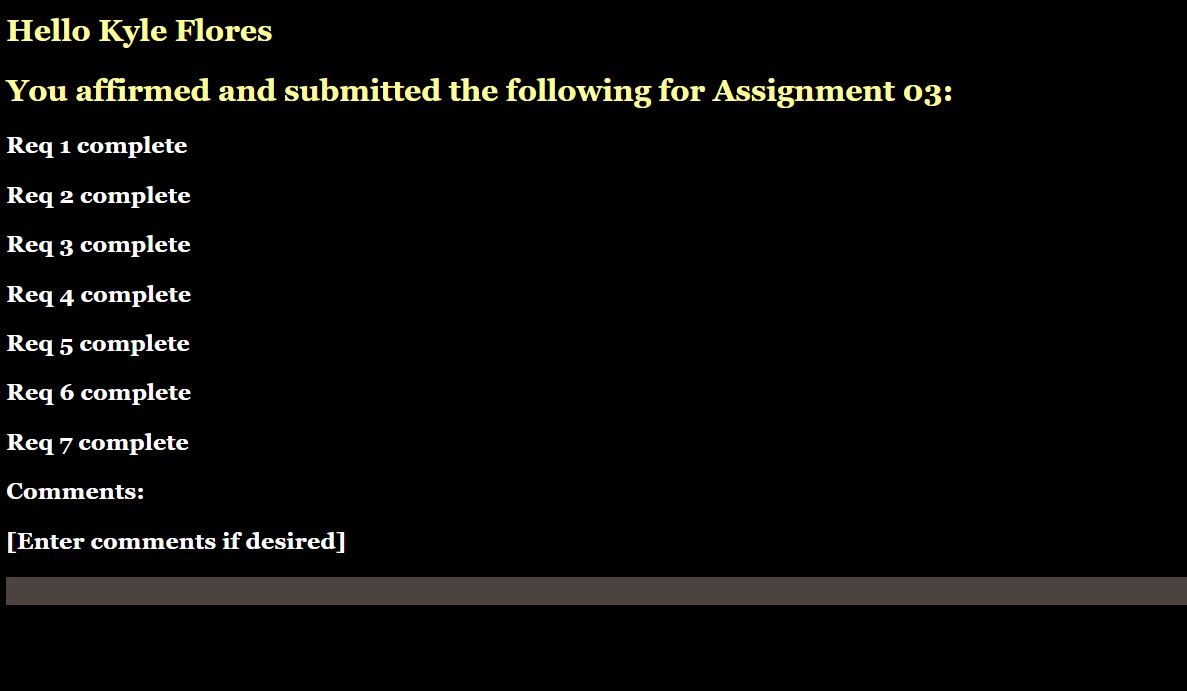 Hello Kyle Flores
You affirmed and submitted the following for Assignment 03:
Req 1 complete
Req 2 complete
Req 3 complete
Req 4 complete
Req 5 complete
Req 6 complete
Req 7 complete
Comments:
[Enter comments if desired]